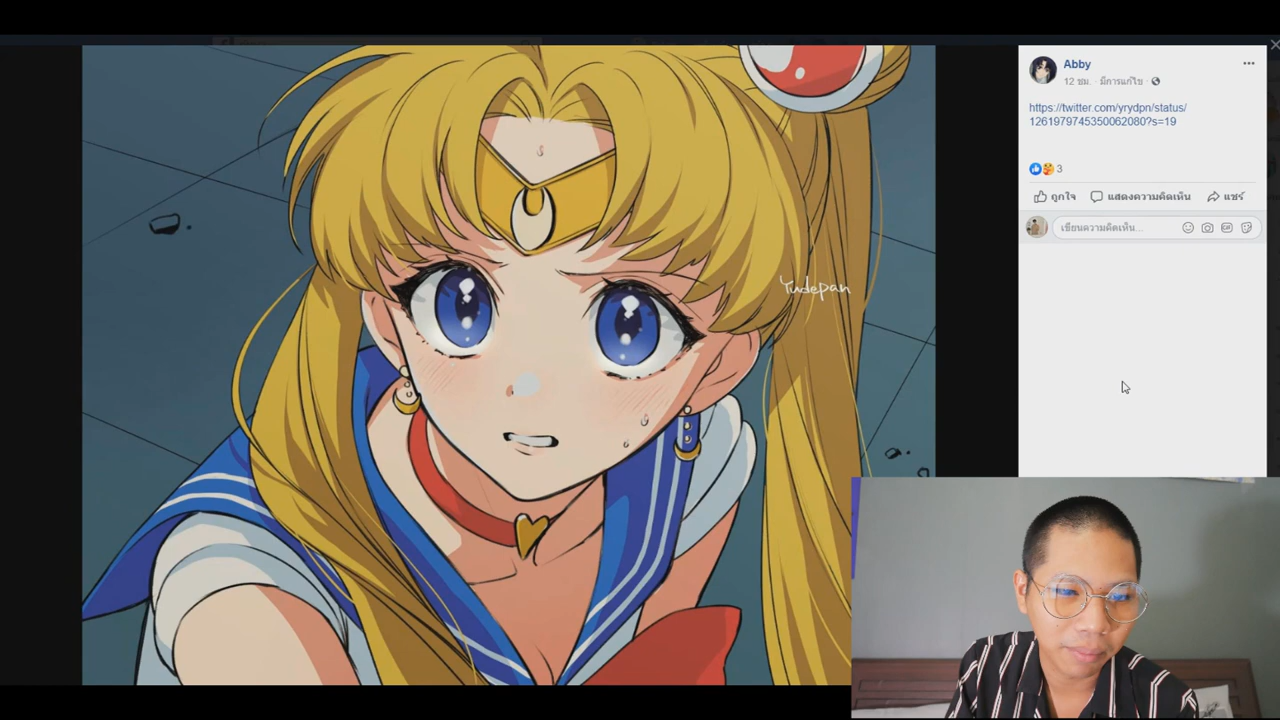 Abby
12 ชม. · มีการแก้ไข ·
https://twitter.com/yrydpn/status/
1261979745350062080?s=19
3
ถูกใจ แสดงความคิดเห็น แชร์
เขียนความคิดเห็น...
Yudepan